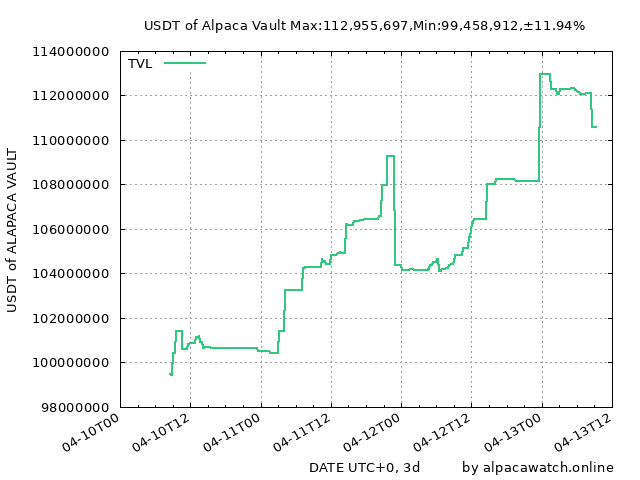 USDT of Alpaca Vault Max:112,955,697,Min:99,458,912,±11.94%
TVL
114000000
112000000
110000000
108000000
106000000
104000000
102000000
100000000
98000000
USDT of ALAPACA VAULT
04-10T00
04-10T12
04-11T00
04-11T12
04-12T00
04-12T12
04-13T00
04-13T12
DATE UTC+0, 3d
by alpacawatch.online